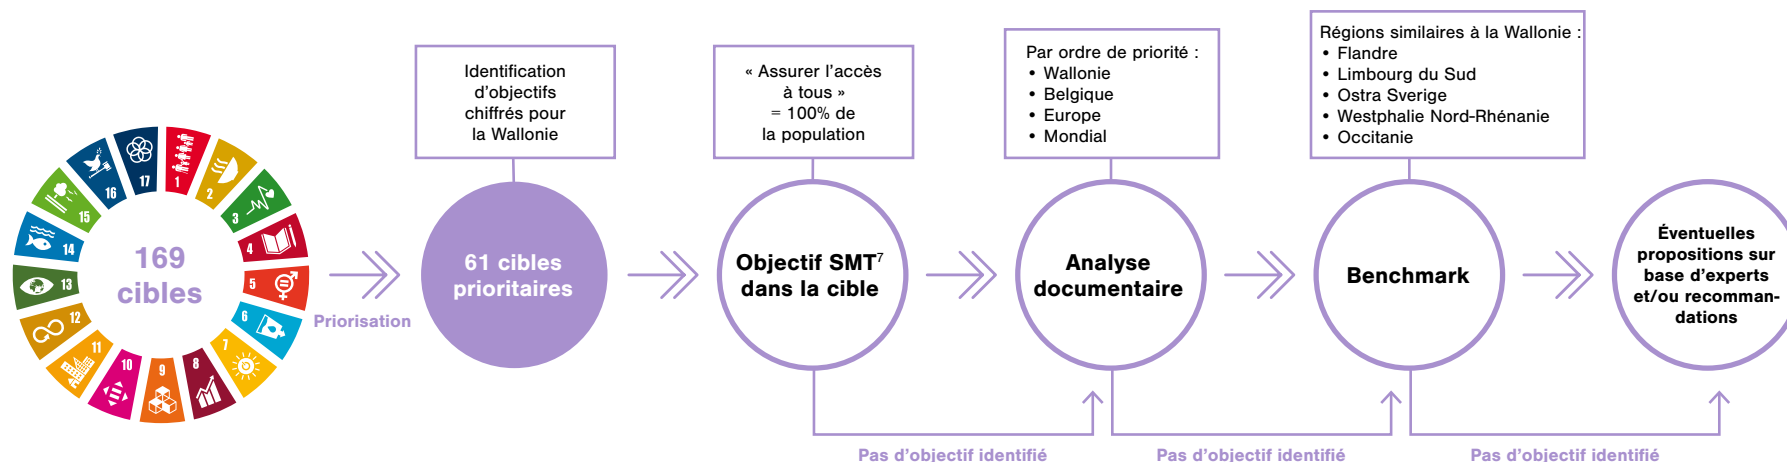 17
1
2
3
4
5
6
7
8
9
10
11
12
13
14
15
16
169
cibles
Priorisation
Identification
d'objectifs
chiffrés pour
la Wallonie
61 cibles
prioritaires
« Assurer l'accès
à tous »
= 100% de
la population
Objectif SMT⁷
dans la cible
Par ordre de priorité :
• Wallonie
• Belgique
• Europe
• Mondial
Analyse
documentaire
Régions similaires à la Wallonie :
• Flandre
• Limbourg du Sud
• Ostra Sverige
• Westphalie Nord-Rhénanie
• Occitanie
Benchmark
Éventuelles
propositions sur
base d'experts
et/ou recomman-
dations
Pas d'objectif identifié
Pas d'objectif identifié
Pas d'objectif identifié